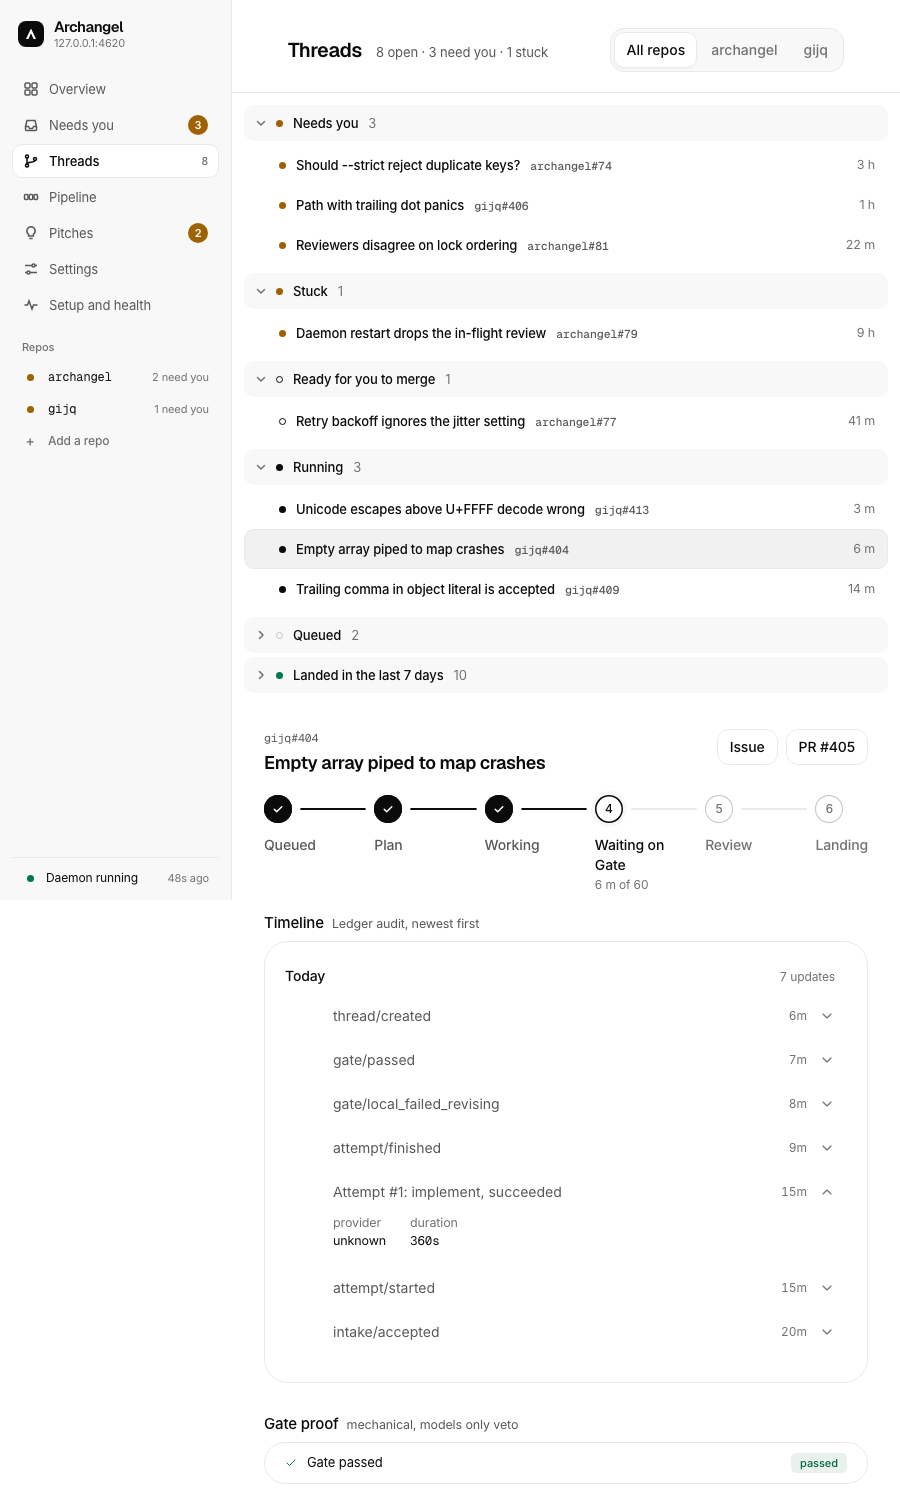 Archangel
127.0.0.1:4620
Overview
Needs you 3
Threads 8
Pipeline
Pitches 2
Settings
Setup and health
Repos
archangel 2 need you
gijq 1 need you
+ Add a repo
Daemon running 48s ago
Threads 8 open · 3 need you · 1 stuck
All repos archangel gijq
Needs you 3
Should --strict reject duplicate keys? archangel#74 3 h
Path with trailing dot panics gijq#406 1 h
Reviewers disagree on lock ordering archangel#81 22 m
Stuck 1
Daemon restart drops the in-flight review archangel#79 9 h
Ready for you to merge 1
Retry backoff ignores the jitter setting archangel#77 41 m
Running 3
Unicode escapes above U+FFFF decode wrong gijq#413 3 m
Empty array piped to map crashes gijq#404 6 m
Trailing comma in object literal is accepted gijq#409 14 m
Queued 2
Landed in the last 7 days 10
gijq#404
Empty array piped to map crashes
Issue PR #405
4 5 6
Queued Plan Working Waiting on Review Landing
Gate
6 m of 60
Timeline Ledger audit, newest first
Today 7 updates
thread/created 6m
gate/passed 7m
gate/local_failed_revising 8m
attempt/finished 9m
Attempt #1: implement, succeeded 15m
provider duration
unknown 360s
attempt/started 15m
intake/accepted 20m
Gate proof mechanical, models only veto
Gate passed passed